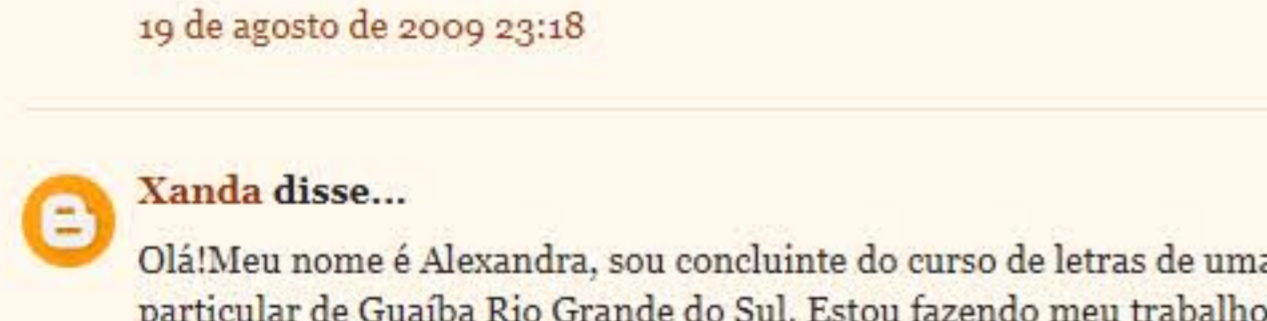 19 de agosto de 2009 23:18
Xanda disse...
Olá!Meu nome é Alexandra, sou concluinte do curso de letras de uma
particular de Guaíba Rio Grande do Sul. Estou fazendo meu trabalho